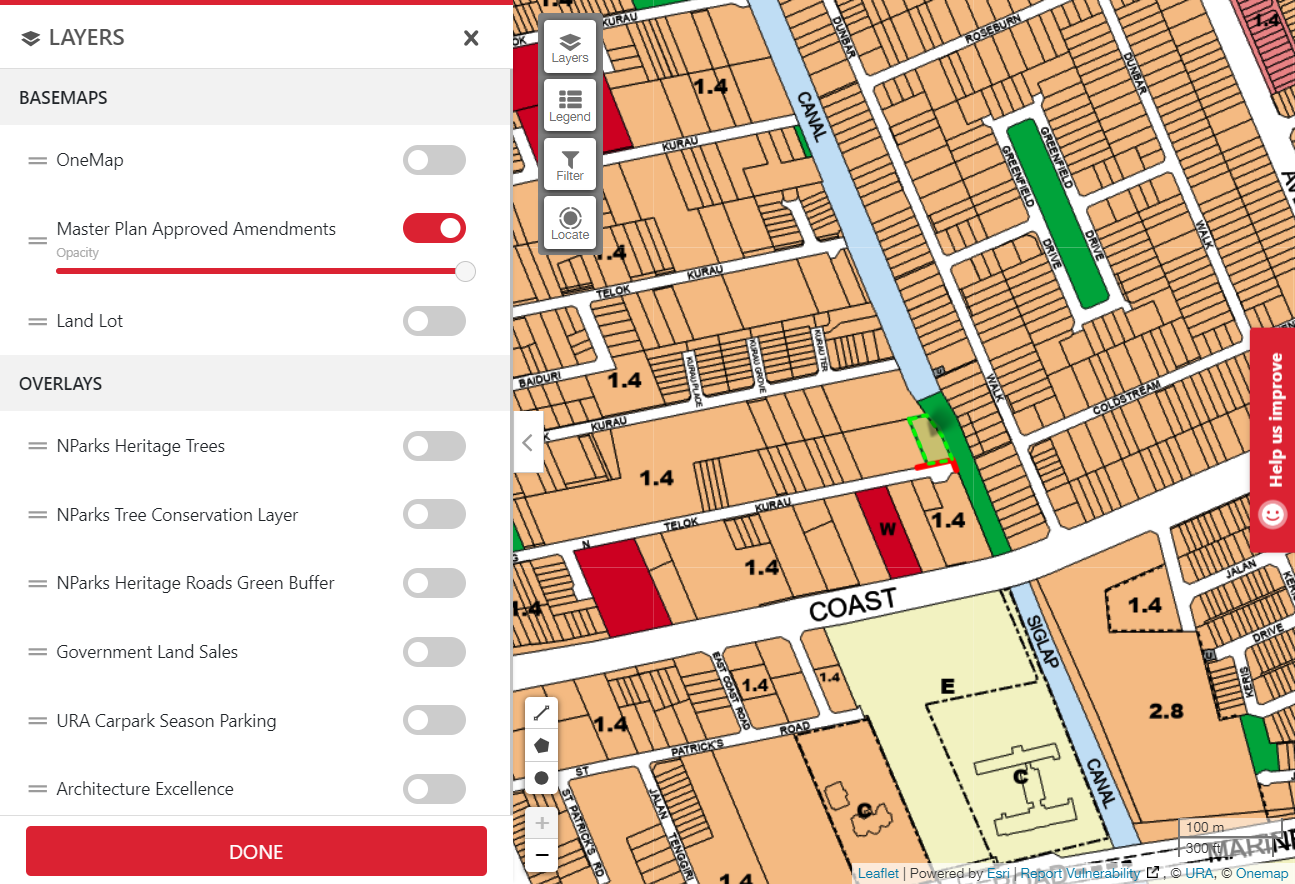 LAYERS
BASEMAPS
OneMap
Master Plan Approved Amendments
Opacity
Land Lot
OVERLAYS
NParks Heritage Trees
NParks Tree Conservation Layer
NParks Heritage Roads Green Buffer
Government Land Sales
URA Carpark Season Parking
Architecture Excellence
DONE
Layers
Legend
Filter
Locate
KURAU
1.4
CANAL
DUNBAR
ROSEBURN
DUNBAR
1.4
KURAU
GREENFIELD
GREENFIELD
DRIVE
DRIVE
WALK
1.4
TELOK
KURAU
BAIDURI
1.4
KURAU PLACE
KURAU GROVE
KURAU TER
KURAU
WALK
COLDSTREAM
1.4
TELOK
KURAU
W
1.4
N
1.4
1.4
COAST
SIGLAP
1.4
JALAN
DRIVE
KERIS
EAST COAST ROAD
1.4
1.4
E
2.8
1.4
ST
PATRICK'S
ROAD
C
C
CANAL
ST PATRICK'S RD
JALAN
TENGGIRI
1.4
ROAD
MARINE
Help us improve
100 m
300 ft
Leaflet | Powered by Esri | Report Vulnerability , © URA, © Onemap